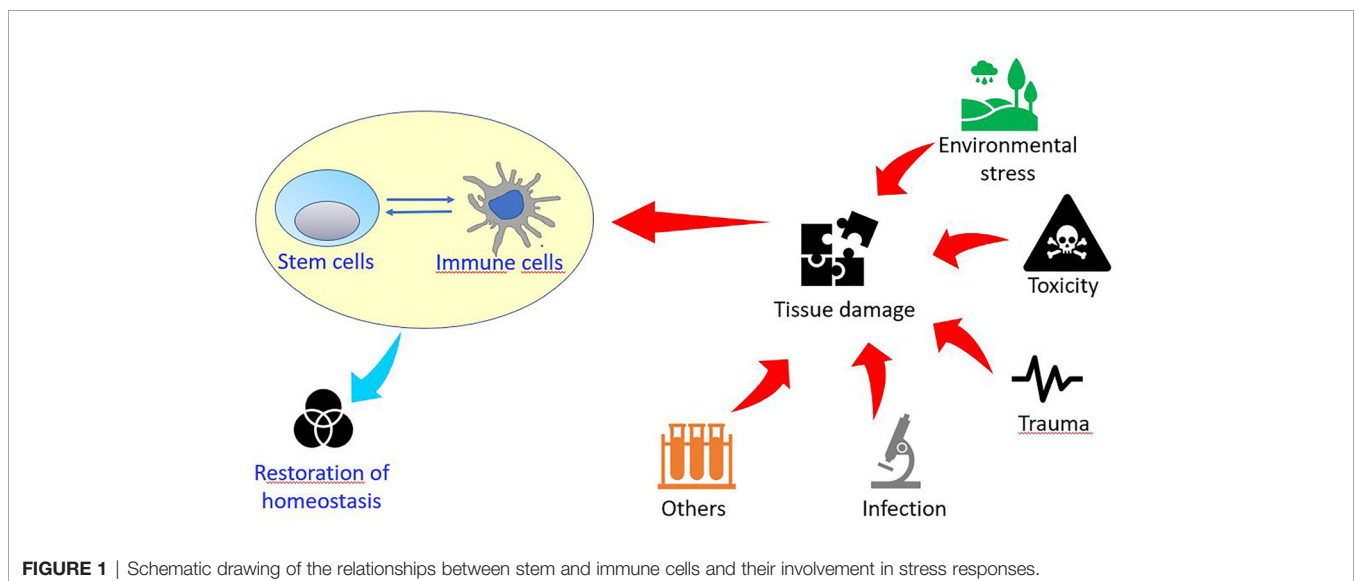 Environmental
stress
Stem cells
Immune cells
Toxicity
Tissue damage
Trauma
Restoration of
homeostasis
Others
Infection
FIGURE 1 | Schematic drawing of the relationships between stem and immune cells and their involvement in stress responses.